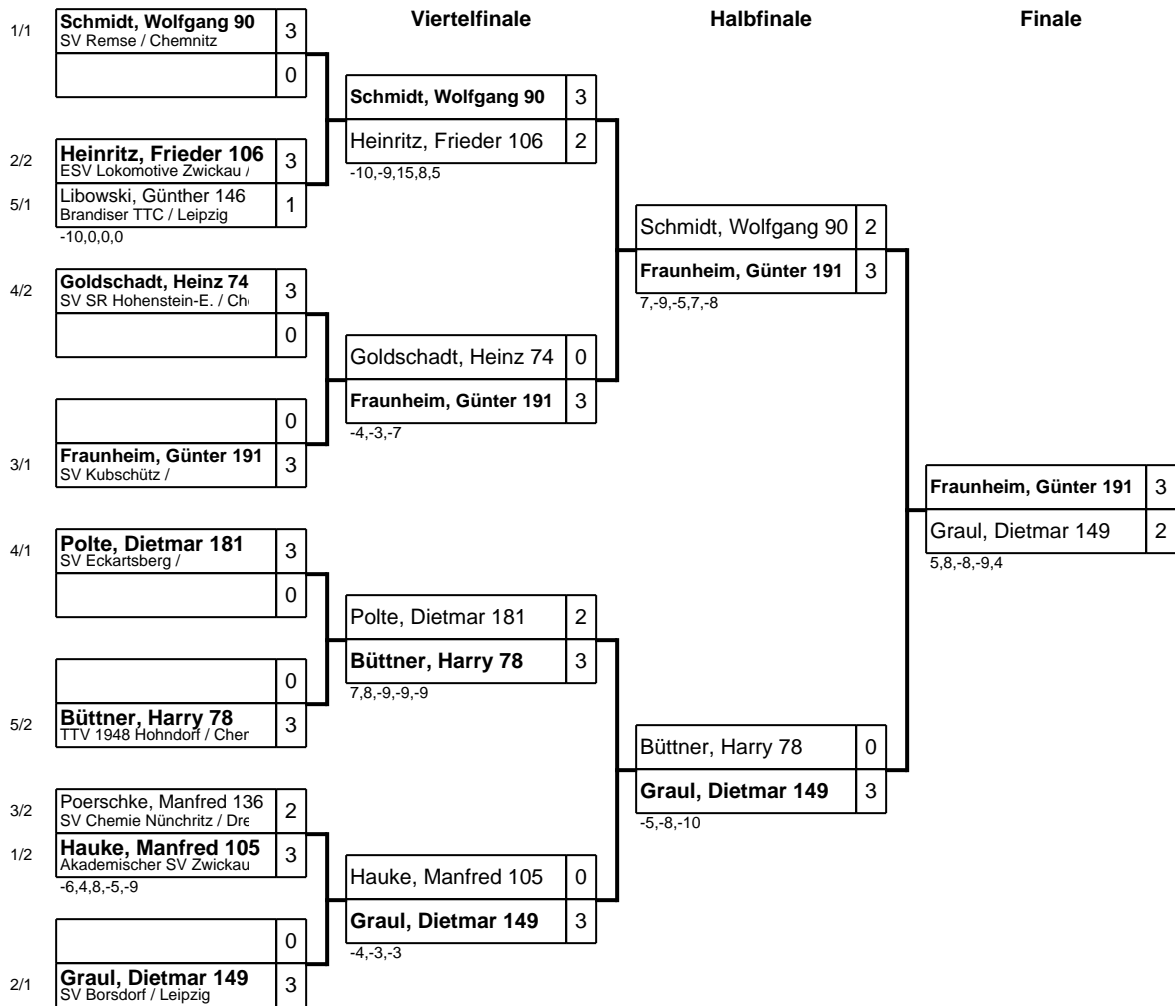 Viertelfinale
Halbfinale
Finale
1/1
Schmidt, Wolfgang 90
3
SV Remse / Chemnitz
0
2/2
Heinritz, Frieder 106
3
ESV Lokomotive Zwickau /
5/1
Libowski, Günther 146
1
Brandiser TTC / Leipzig
-10,0,0,0
4/2
Goldschadt, Heinz 74
3
SV SR Hohenstein-E. / Ch
0
0
3/1
Fraunheim, Günter 191
3
SV Kubschütz /
4/1
Polte, Dietmar 181
3
SV Eckartsberg /
0
0
5/2
Büttner, Harry 78
3
TTV 1948 Hohndorf / Cher
3/2
Poerschke, Manfred 136
2
SV Chemie Nünchritz / Dre
1/2
Hauke, Manfred 105
3
Akademischer SV Zwickau
-6,4,8,-5,-9
0
2/1
Graul, Dietmar 149
3
SV Borsdorf / Leipzig
Schmidt, Wolfgang 90
3
Heinritz, Frieder 106
2
-10,-9,15,8,5
Goldschadt, Heinz 74
0
Fraunheim, Günter 191
3
-4,-3,-7
Polte, Dietmar 181
2
Büttner, Harry 78
3
7,8,-9,-9,-9
Hauke, Manfred 105
0
Graul, Dietmar 149
3
-4,-3,-3
Schmidt, Wolfgang 90
2
Fraunheim, Günter 191
3
7,-9,-5,7,-8
Büttner, Harry 78
0
Graul, Dietmar 149
3
-5,-8,-10
Fraunheim, Günter 191
3
Graul, Dietmar 149
2
5,8,-8,-9,4